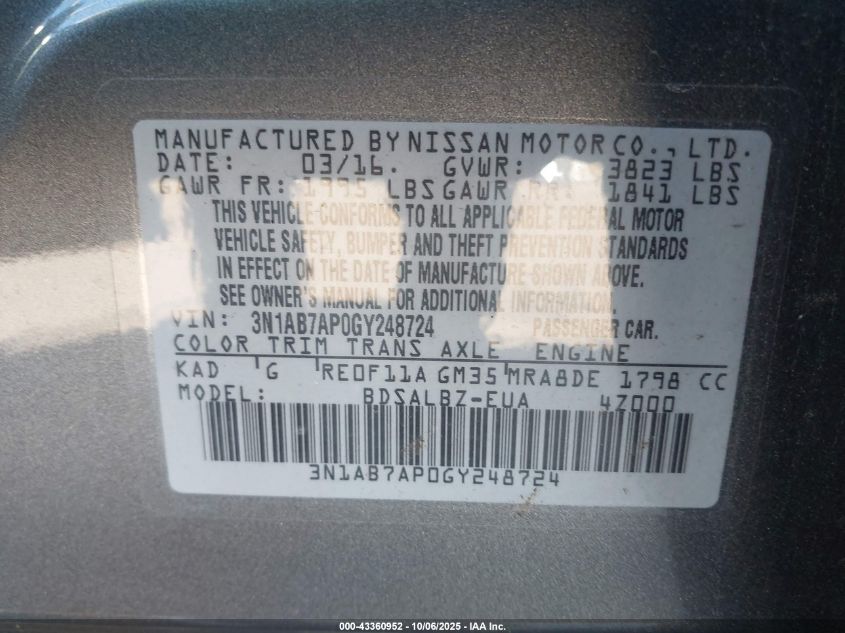 MANUFACTURED BY NISSAN MOTOR CO., LTD.
DATE: 03/16. GVWR: 3823 LBS
GAWR FR: 1995 LBS GAWR RR: 1841 LBS
THIS VEHICLE CONFORMS TO ALL APPLICABLE FEDERAL MOTOR
VEHICLE SAFETY, BUMPER AND THEFT PREVENTION STANDARDS
IN EFFECT ON THE DATE OF MANUFACTURE SHOWN ABOVE.
SEE OWNER'S MANUAL FOR ADDITIONAL INFORMATION.
VIN: 3N1AB7AP0GY248724 PASSENGER CAR.
COLOR TRIM TRANS AXLE ENGINE
KAD G RE0F11A GM35 MRA8DE 1798 CC
MODEL: BDSALBZ-EUA 4Z000
3N1AB7AP0GY248724
000-43360952 - 10/06/2025 - IAA Inc.